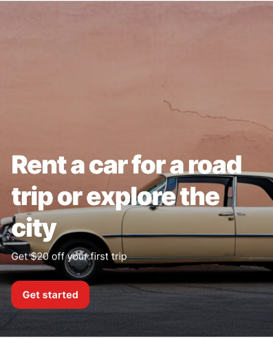 Rent a car for a road
trip or explore the
city
Get $20 off your first trip
Get started